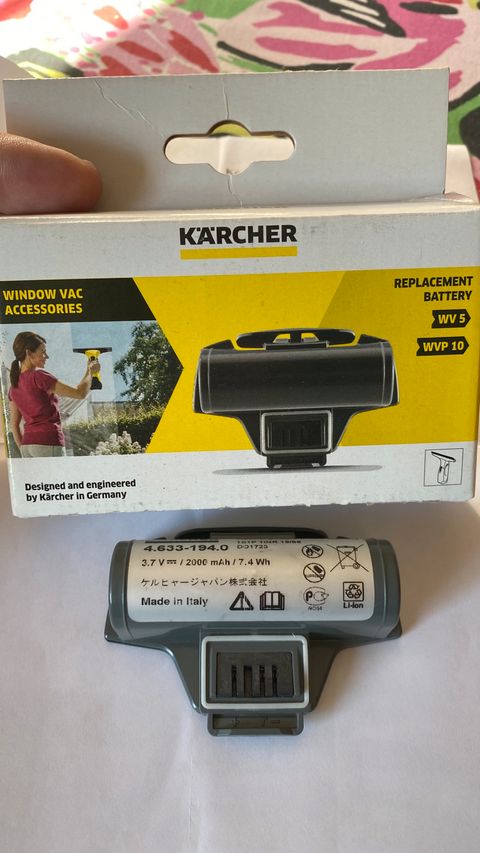 KÄRCHER
WINDOW VAC
ACCESSORIES
REPLACEMENT
BATTERY
WV 5
WVP 10
Designed and engineered
by Kärcher in Germany
4.633-194.0
3,7 V / 2000 mAh / 7.4 Wh
ケルヒャージャパン株式会社
Made in Italy
Li-Ion